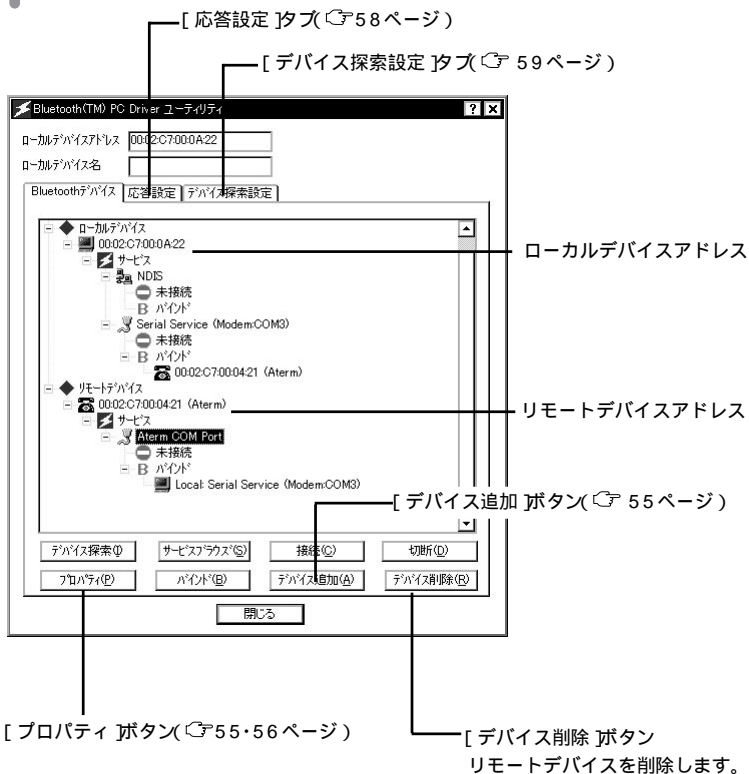 [ 応答設定 ]タブ(☞58ページ)
[ デバイス探索設定 ]タブ(☞ 59ページ)
Bluetooth(TM) PC Driver ユーティリティ
ローカルデバイスアドレス 00:02:C7:00:0A:22
ローカルデバイス名
Bluetoothデバイス 応答設定 デバイス探索設定
ローカルデバイス
00:02:C7:00:0A:22
ローカルデバイスアドレス
サービス
NDIS
未接続
B バインド
Serial Service (Modem:COM3)
未接続
B バインド
00:02:C7:00:04:21 (Aterm)
リモートデバイス
00:02:C7:00:04:21 (Aterm)
リモートデバイスアドレス
サービス
Aterm COM Port
未接続
B バインド
Local: Serial Service (Modem:COM3)
[ デバイス追加 ]ボタン(☞ 55ページ)
デバイス探索(I) サービスブラウズ(S) 接続(C) 切断(D)
プロパティ(P) バインド(B) デバイス追加(A) デバイス削除(R)
閉じる
[ プロパティ ]ボタン(☞55・56ページ)
[ デバイス削除 ]ボタン
リモートデバイスを削除します。